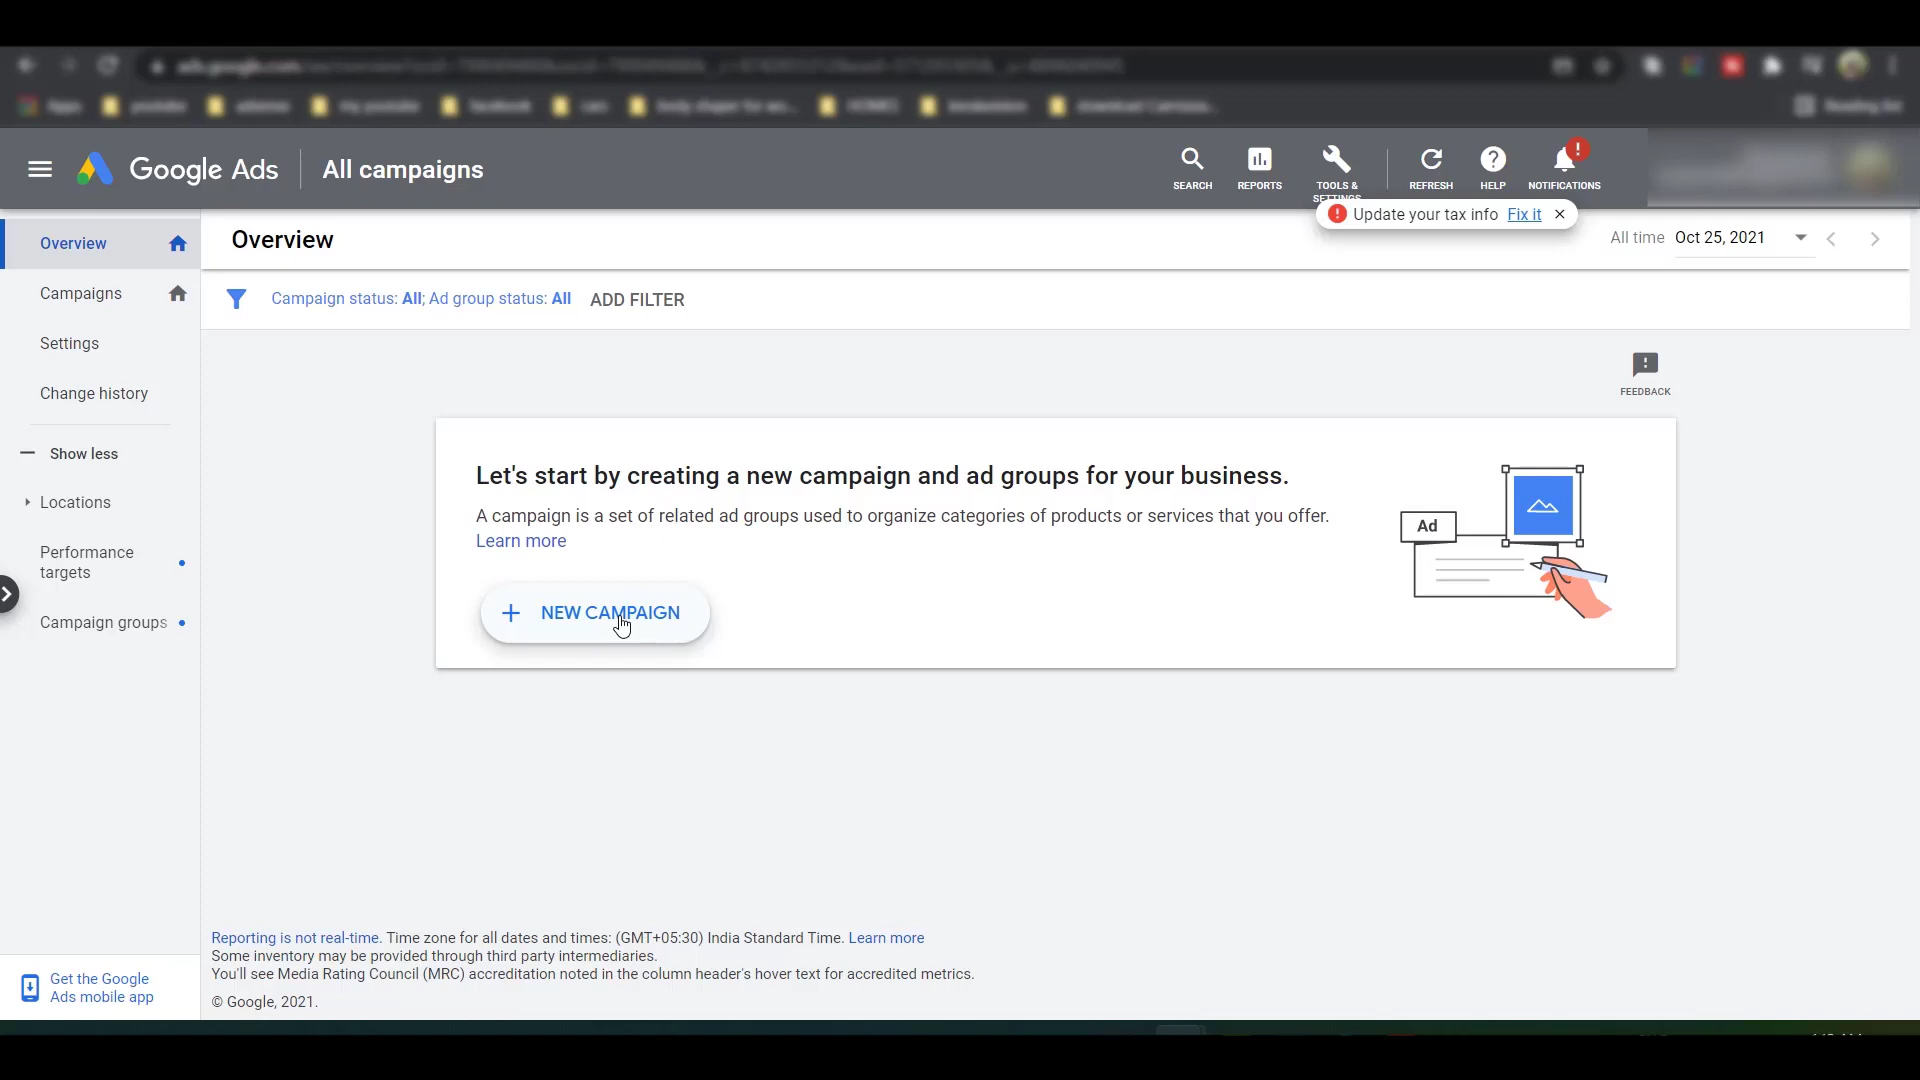 Google Ads
All campaigns
SEARCH
REPORTS
TOOLS &
SETTINGS
REFRESH
HELP
!
NOTIFICATIONS
! Update your tax info Fix it
Overview
Campaigns
Settings
Change history
Show less
Locations
Performance
targets
Campaign groups
Get the Google
Ads mobile app
Overview
All time Oct 25, 2021
Campaign status: All; Ad group status: All ADD FILTER
FEEDBACK
Let's start by creating a new campaign and ad groups for your business.
A campaign is a set of related ad groups used to organize categories of products or services that you offer.
Learn more
+ NEW CAMPAIGN
Ad
Reporting is not real-time. Time zone for all dates and times: (GMT+05:30) India Standard Time. Learn more
Some inventory may be provided through third party intermediaries.
You'll see Media Rating Council (MRC) accreditation noted in the column header's hover text for accredited metrics.
© Google, 2021.